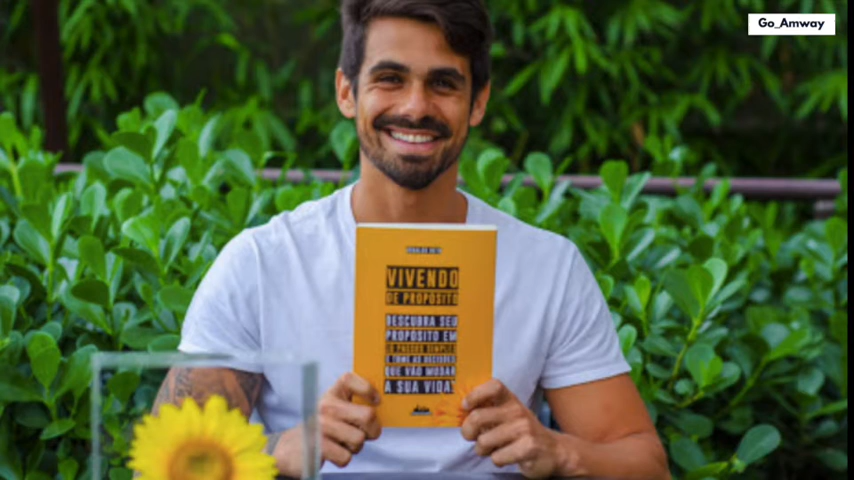 Go_Amway
VIVENDO
DE PROPÓSITO
DESCUBRA SEU
PROPÓSITO EM
E TOME AS DECISÕES
QUE VÃO MUDAR
A SUA VIDA!